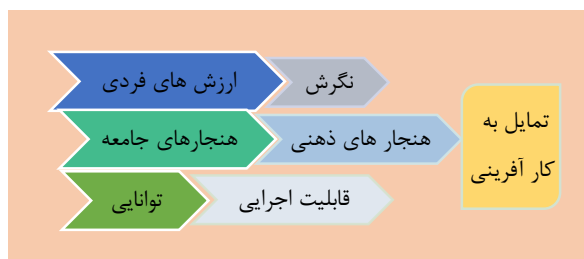 ارزش های فردی
نگرش
هنجارهای جامعه
هنجار های ذهنی
توانایی
قابلیت اجرایی
تمایل به
کار آفرینی